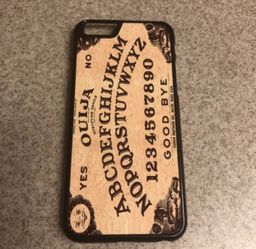 YES NO
OUIJA
ABCDEFGHIJKLM
NOPQRSTUVWXYZ
1234567890
GOOD BYE